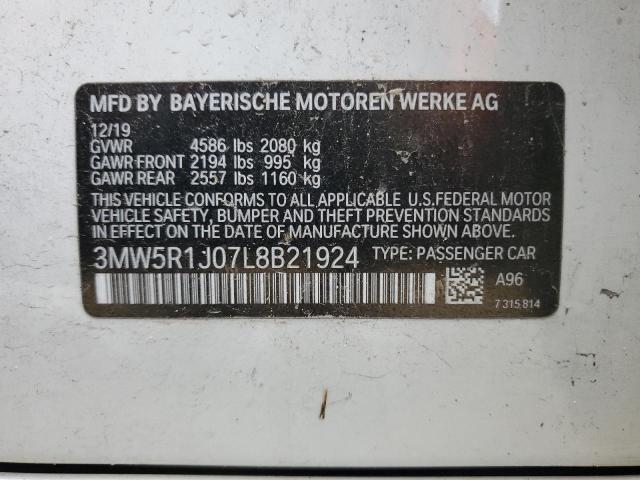 MFD BY BAYERISCHE MOTOREN WERKE AG
12/19
GVWR 4586 lbs 2080 kg
GAWR FRONT 2194 lbs 995 kg
GAWR REAR 2557 lbs 1160 kg
THIS VEHICLE CONFORMS TO ALL APPLICABLE U.S.FEDERAL MOTOR
VEHICLE SAFETY, BUMPER AND THEFT PREVENTION STANDARDS
IN EFFECT ON THE DATE OF MANUFACTURE SHOWN ABOVE.
3MW5R1J07L8B21924 TYPE: PASSENGER CAR
A96
7 315 814